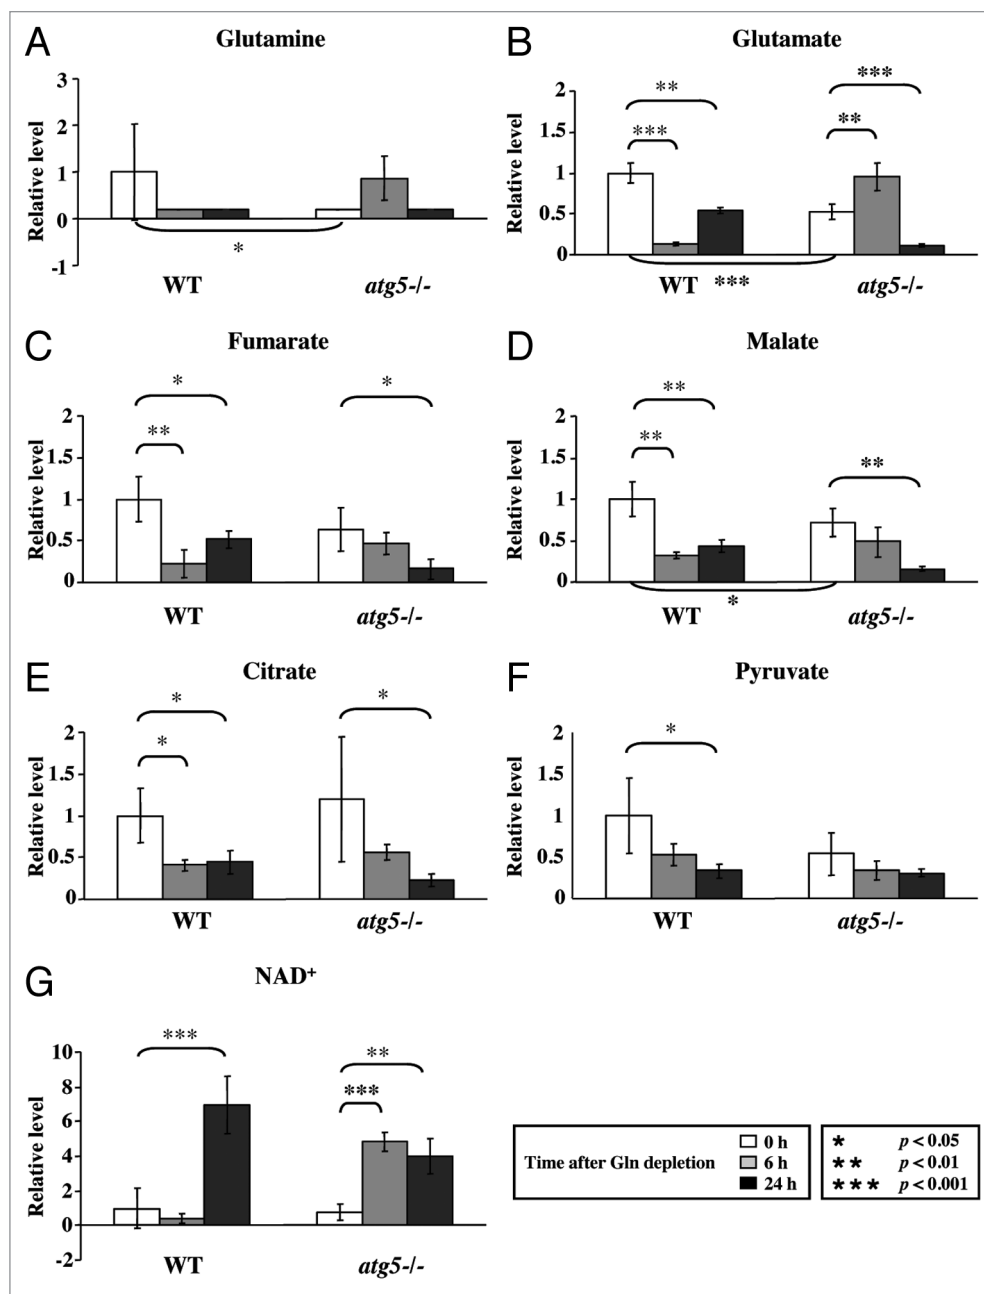 A
Glutamine
Relative level
3
2
1
0
-1
*
WT
atg5-/-
B
Glutamate
Relative level
2
1.5
1
0.5
0
**
***
***
**
WT
***
atg5-/-
C
Fumarate
Relative level
2
1.5
1
0.5
0
*
**
*
WT
atg5-/-
D
Malate
Relative level
2
1.5
1
0.5
0
**
**
**
WT
*
atg5-/-
E
Citrate
Relative level
2
1.5
1
0.5
0
*
*
*
WT
atg5-/-
F
Pyruvate
Relative level
2
1.5
1
0.5
0
*
WT
atg5-/-
G
NAD+
Relative level
10
8
6
4
2
0
-2
***
**
***
WT
atg5-/-
Time after Gln depletion
0 h
6 h
24 h
* p < 0.05
** p < 0.01
*** p < 0.001